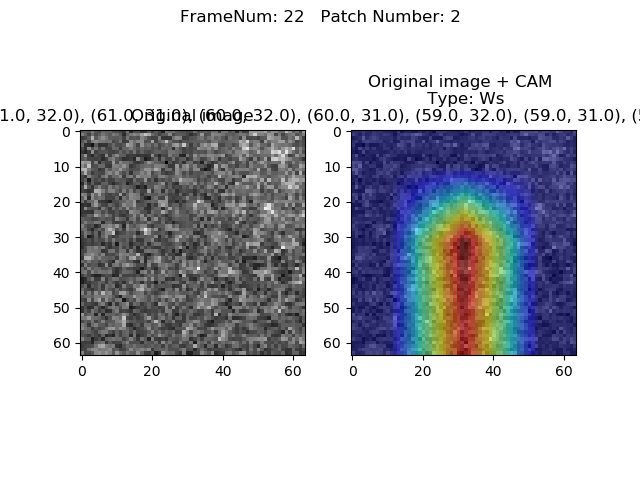 FrameNum: 22   Patch Number: 2
Original image + CAM
Type: Ws
1.0, 32.0), (61.0, 31.0), (60.0, 32.0), (60.0, 31.0), (59.0, 32.0), (59.0, 31.0), (5
Original image
0 0
10 10
20 20
30 30
40 40
50 50
60 60
0 20 40 60 0 20 40 60